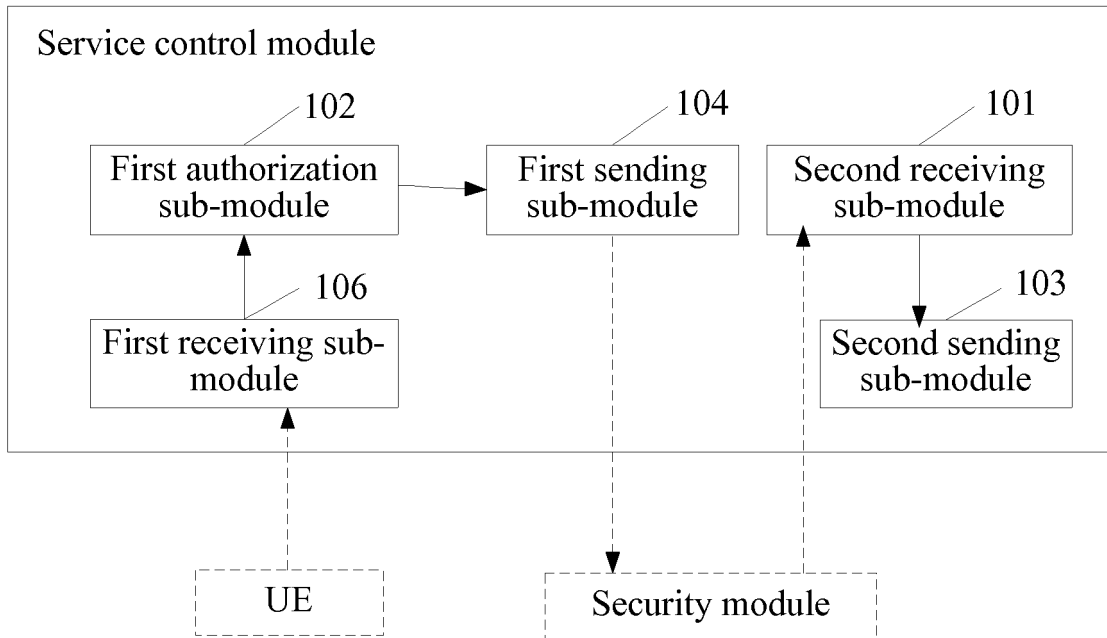 Service control module
102
104
101
First authorization
sub-module
First sending
sub-module
Second receiving
sub-module
106
103
First receiving sub-
module
Second sending
sub-module
UE
Security module